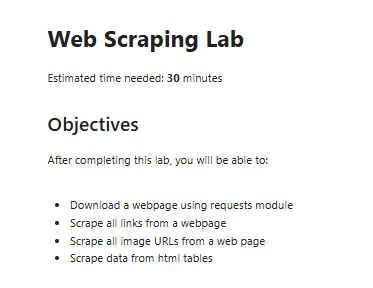 Web Scraping Lab
Estimated time needed: 30 minutes
Objectives
After completing this lab, you will be able to:
• Download a webpage using requests module
• Scrape all links from a webpage
• Scrape all image URLs from a web page
• Scrape data from html tables